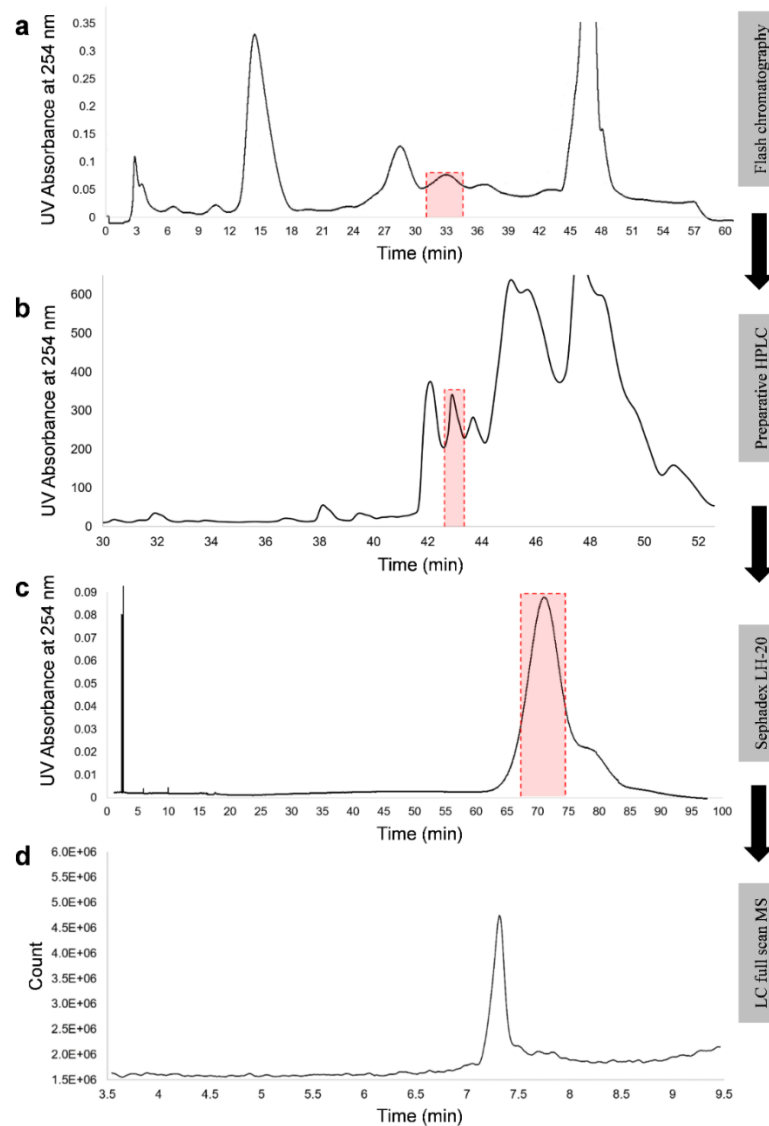 a
UV Absorbance at 254 nm
0.35
0.3
0.25
0.2
0.15
0.1
0.05
0
0 3 6 9 12 15 18 21 24 27 30 33 36 39 42 45 48 51 54 57 60
Time (min)
Flash chromatography
b
UV Absorbance at 254 nm
600
500
400
300
200
100
0
30 32 34 36 38 40 42 44 46 48 50 52
Time (min)
Preparative HPLC
c
UV Absorbance at 254 nm
0.09
0.08
0.07
0.06
0.05
0.04
0.03
0.02
0.01
0
0 5 10 15 20 25 30 35 40 45 50 55 60 65 70 75 80 85 90 95 100
Time (min)
Sephadex LH-20
d
Count
6.0E+06
5.5E+06
5.0E+06
4.5E+06
4.0E+06
3.5E+06
3.0E+06
2.5E+06
2.0E+06
1.5E+06
3.5 4 4.5 5 5.5 6 6.5 7 7.5 8 8.5 9 9.5
Time (min)
LC full scan MS